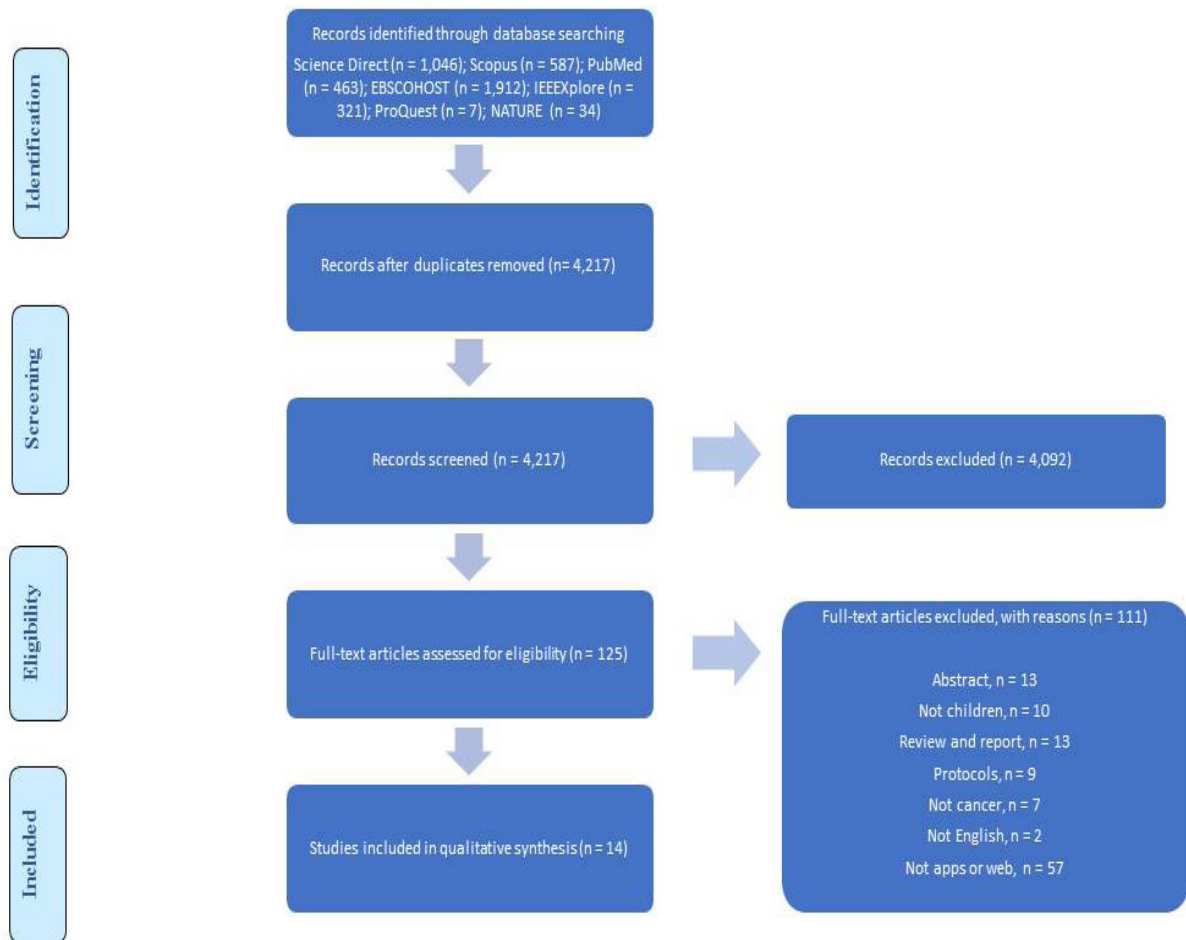 Identification
Records identified through database searching
Science Direct (n = 1,046); Scopus (n = 587); PubMed
(n = 463); EBSCOHOST (n = 1,912); IEEEXplore (n =
321); ProQuest (n = 7); NATURE (n = 34)
Records after duplicates removed (n= 4,217)
Screening
Records screened (n = 4,217)
Records excluded (n = 4,092)
Eligibility
Full-text articles assessed for eligibility (n = 125)
Full-text articles excluded, with reasons (n = 111)
Abstract, n = 13
Not children, n = 10
Review and report, n = 13
Protocols, n = 9
Not cancer, n = 7
Not English, n = 2
Not apps or web, n = 57
Included
Studies included in qualitative synthesis (n = 14)